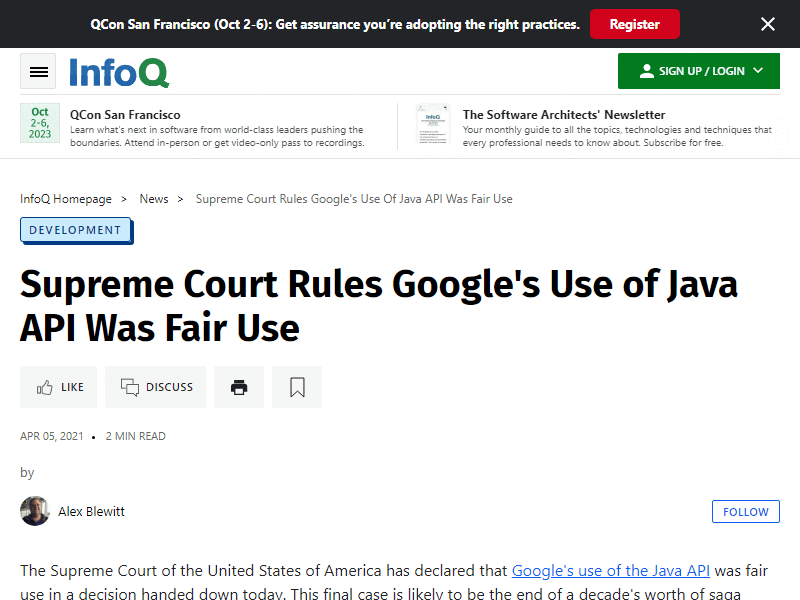 QCon San Francisco (Oct 2-6): Get assurance you’re adopting the right practices.
Register
InfoQ
SIGN UP / LOGIN
Oct
2-6,
2023
QCon San Francisco
Learn what's next in software from world-class leaders pushing the
boundaries. Attend in-person or get video-only pass to recordings.
The Software Architects' Newsletter
Your monthly guide to all the topics, technologies and techniques that
every professional needs to know about. Subscribe for free.
InfoQ Homepage > News > Supreme Court Rules Google's Use Of Java API Was Fair Use
DEVELOPMENT
Supreme Court Rules Google's Use of Java
API Was Fair Use
LIKE
DISCUSS
APR 05, 2021 • 2 MIN READ
by
Alex Blewitt
FOLLOW
The Supreme Court of the United States of America has declared that Google's use of the Java API was fair
use in a decision handed down today. This final case is likely to be the end of a decade's worth of saga